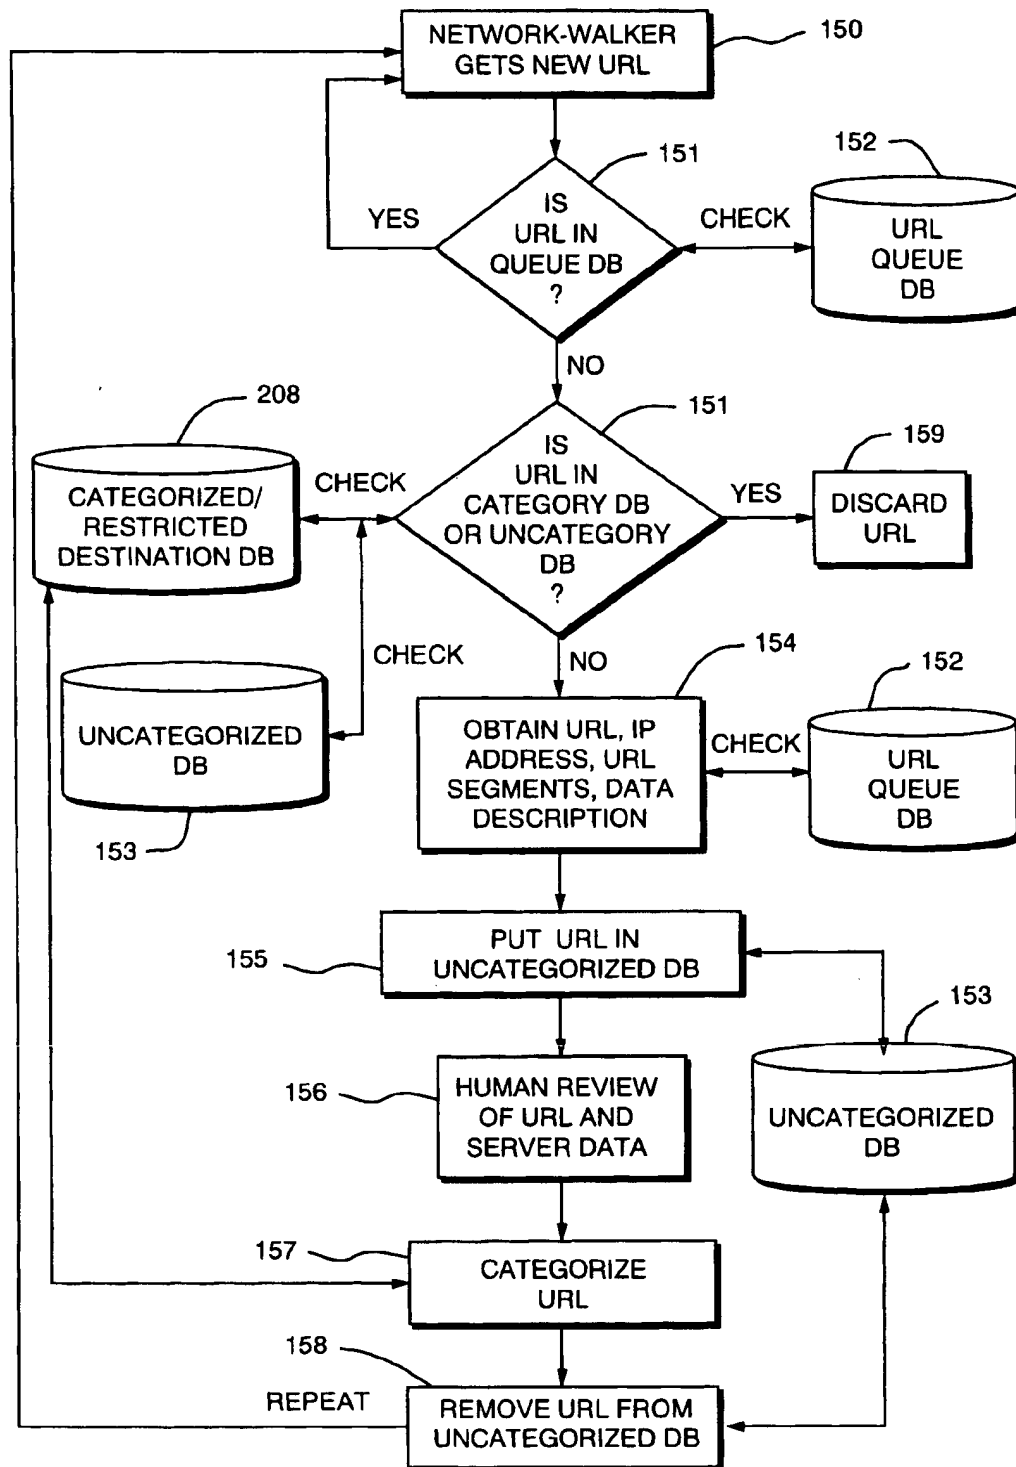 NETWORK-WALKER
GETS NEW URL
150
151
152
IS
URL IN
QUEUE DB
?
YES
CHECK
URL
QUEUE
DB
NO
208
151
159
CATEGORIZED/
RESTRICTED
DESTINATION DB
CHECK
IS
URL IN
CATEGORY DB
OR UNCATEGORY
DB
?
YES
DISCARD
URL
CHECK
NO
154
152
UNCATEGORIZED
DB
153
OBTAIN URL, IP
ADDRESS, URL
SEGMENTS, DATA
DESCRIPTION
CHECK
URL
QUEUE
DB
155
PUT URL IN
UNCATEGORIZED DB
153
156
HUMAN REVIEW
OF URL AND
SERVER DATA
UNCATEGORIZED
DB
157
CATEGORIZE
URL
158
REPEAT
REMOVE URL FROM
UNCATEGORIZED DB